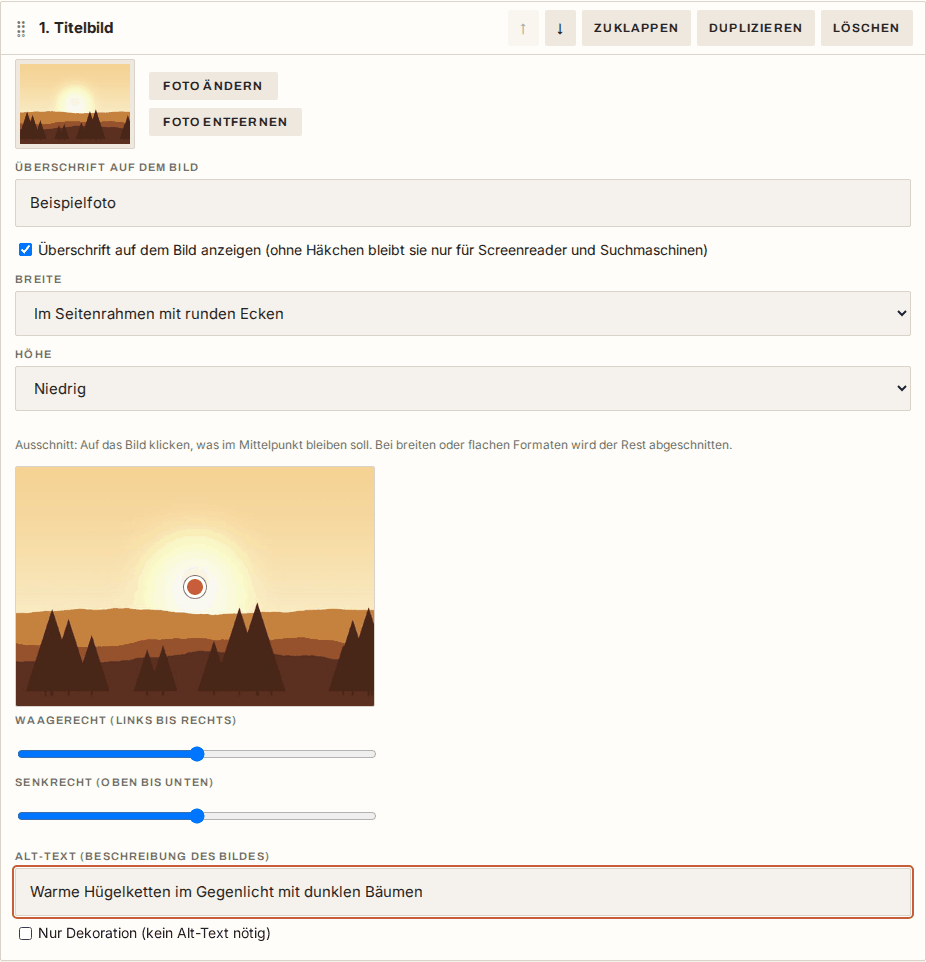 1. Titelbild
↑
↓
ZUKLAPPEN
DUPLIZIEREN
LÖSCHEN
FOTO ÄNDERN
FOTO ENTFERNEN
ÜBERSCHRIFT AUF DEM BILD
Beispielfoto
Überschrift auf dem Bild anzeigen (ohne Häkchen bleibt sie nur für Screenreader und Suchmaschinen)
BREITE
Im Seitenrahmen mit runden Ecken
HÖHE
Niedrig
Ausschnitt: Auf das Bild klicken, was im Mittelpunkt bleiben soll. Bei breiten oder flachen Formaten wird der Rest abgeschnitten.
WAAGERECHT (LINKS BIS RECHTS)
SENKRECHT (OBEN BIS UNTEN)
ALT-TEXT (BESCHREIBUNG DES BILDES)
Warme Hügelketten im Gegenlicht mit dunklen Bäumen
Nur Dekoration (kein Alt-Text nötig)